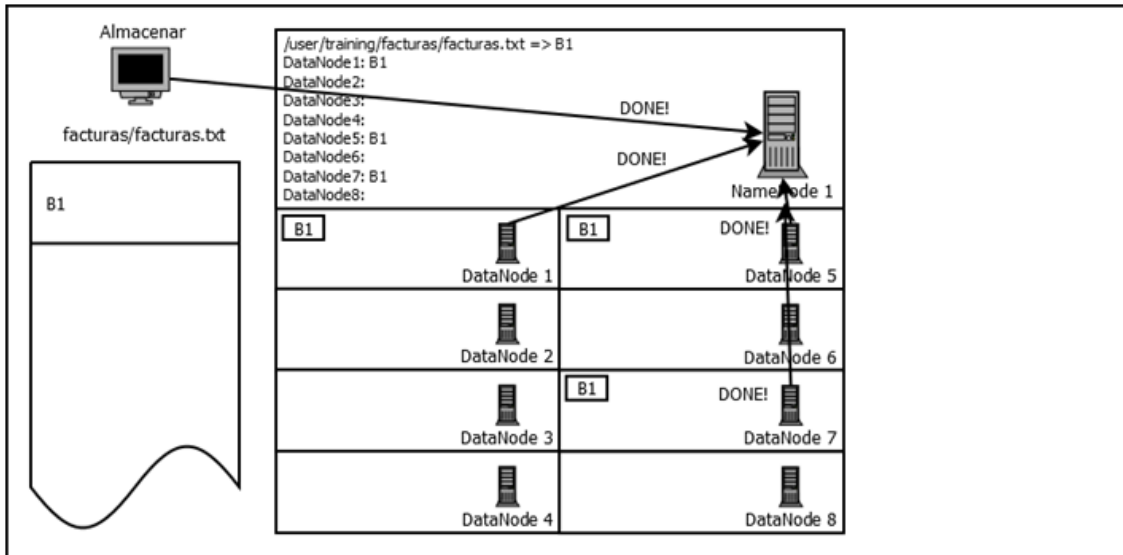 Almacenar
facturas/facturas.txt
B1
/user/training/facturas/facturas.txt => B1
DataNode1: B1
DataNode2:
DataNode3:
DataNode4:
DataNode5: B1
DataNode6:
DataNode7: B1
DataNode8:
DONE!
DONE!
NameNode 1
B1
DataNode 1
B1
DONE!
DataNode 5
DataNode 2
DataNode 6
DataNode 3
B1
DONE!
DataNode 7
DataNode 4
DataNode 8